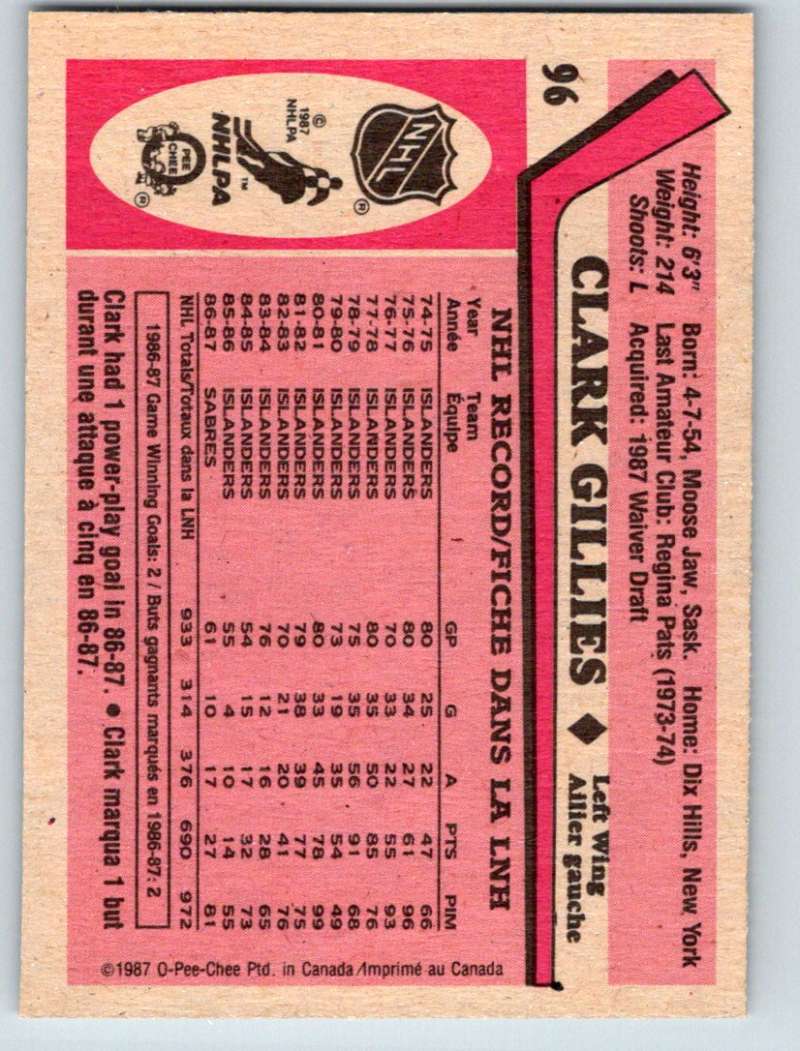 96
Height: 6'3" Born: 4-7-54, Moose Jaw, Sask. Home: Dix Hills, New York
Weight: 214 Last Amateur Club: Regina Pats (1973-74)
Shoots: L Acquired: 1987 Waiver Draft
CLARK GILLIES ◆ Left Wing
Ailier gauche
NHL
®
© 1987 NHLPA
NHLPA™
O PEE CHEE
®
NHL RECORD/FICHE DANS LA LNH
Year Team
Année Équipe GP G A PTS PIM
74-75 ISLANDERS 80 25 22 47 66
75-76 ISLANDERS 80 34 27 61 96
76-77 ISLANDERS 70 33 22 55 93
77-78 ISLANDERS 80 35 50 85 76
78-79 ISLANDERS 75 35 56 91 68
79-80 ISLANDERS 73 19 35 54 49
80-81 ISLANDERS 80 33 45 78 99
81-82 ISLANDERS 79 38 39 77 75
82-83 ISLANDERS 70 21 20 41 76
83-84 ISLANDERS 76 12 16 28 65
84-85 ISLANDERS 54 15 17 32 73
85-86 ISLANDERS 55 4 10 14 55
86-87 SABRES 61 10 17 27 81
NHL Totals/Totaux dans la LNH 933 314 376 690 972
1986-87 Game Winning Goals: 2 / Buts gagnants marqués en 1986-87: 2
Clark had 1 power-play goal in 86-87. • Clark marqua 1 but
durant une attaque à cinq en 86-87.
©1987 O-Pee-Chee Ptd. in Canada/Imprimé au Canada